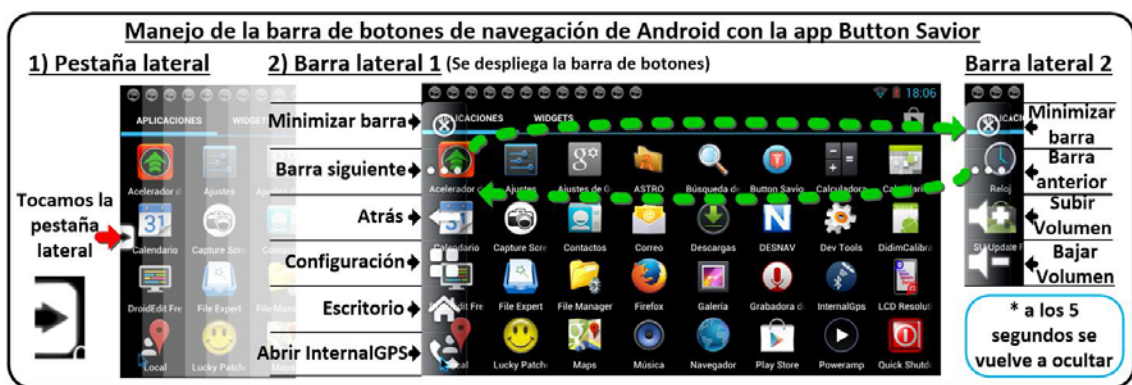 Manejo de la barra de botones de navegación de Android con la app Button Savior
1) Pestaña lateral
2) Barra lateral 1 (Se despliega la barra de botones)
Barra lateral 2
Tocamos la
pestaña
lateral
APLICACIONES
Acelerador d
Ajustes
Calendario
Capture Scre
DroidEdit Fre
File Expert
File Manager
Local
Lucky Patch
Maps
Minimizar barra
Barra siguiente
Atrás
Configuración
Escritorio
Abrir InternalGPS
18:06
WIDGETS
Acelerador d
Ajustes
Ajustes de G
ASTRO
Búsqueda de
Button Savio
Calculadora
31
Calendario
Capture Scre
Contactos
Correo
Descargas
DESNAV
Dev Tools
DidimCalibra
File Expert
File Manager
Firefox
Galería
Grabadora d
InternalGps
LCD Resoluti
Lucky Patche
Maps
Música
Navegador
Play Store
Poweramp
Quick Shutd
Minimizar
barra
Barra
anterior
Subir
Volumen
Bajar
Volumen
Reloj
* a los 5
segundos se
vuelve a ocultar